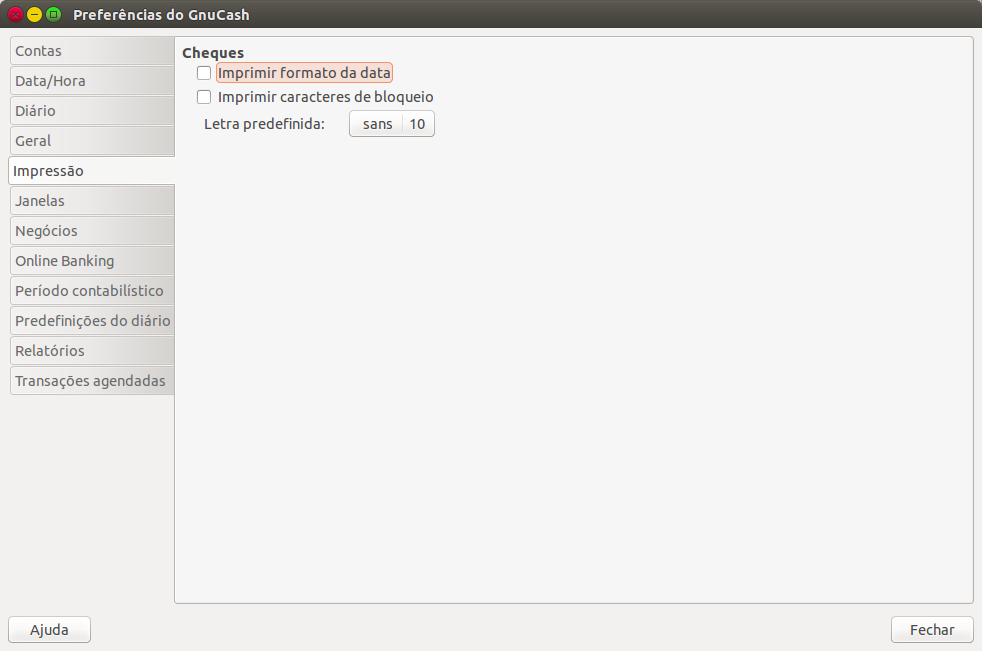 Preferências do GnuCash
Contas
Data/Hora
Diário
Geral
Impressão
Janelas
Negócios
Online Banking
Período contabilístico
Predefinições do diário
Relatórios
Transações agendadas
Cheques
Imprimir formato da data
Imprimir caracteres de bloqueio
Letra predefinida: sans 10
Ajuda
Fechar